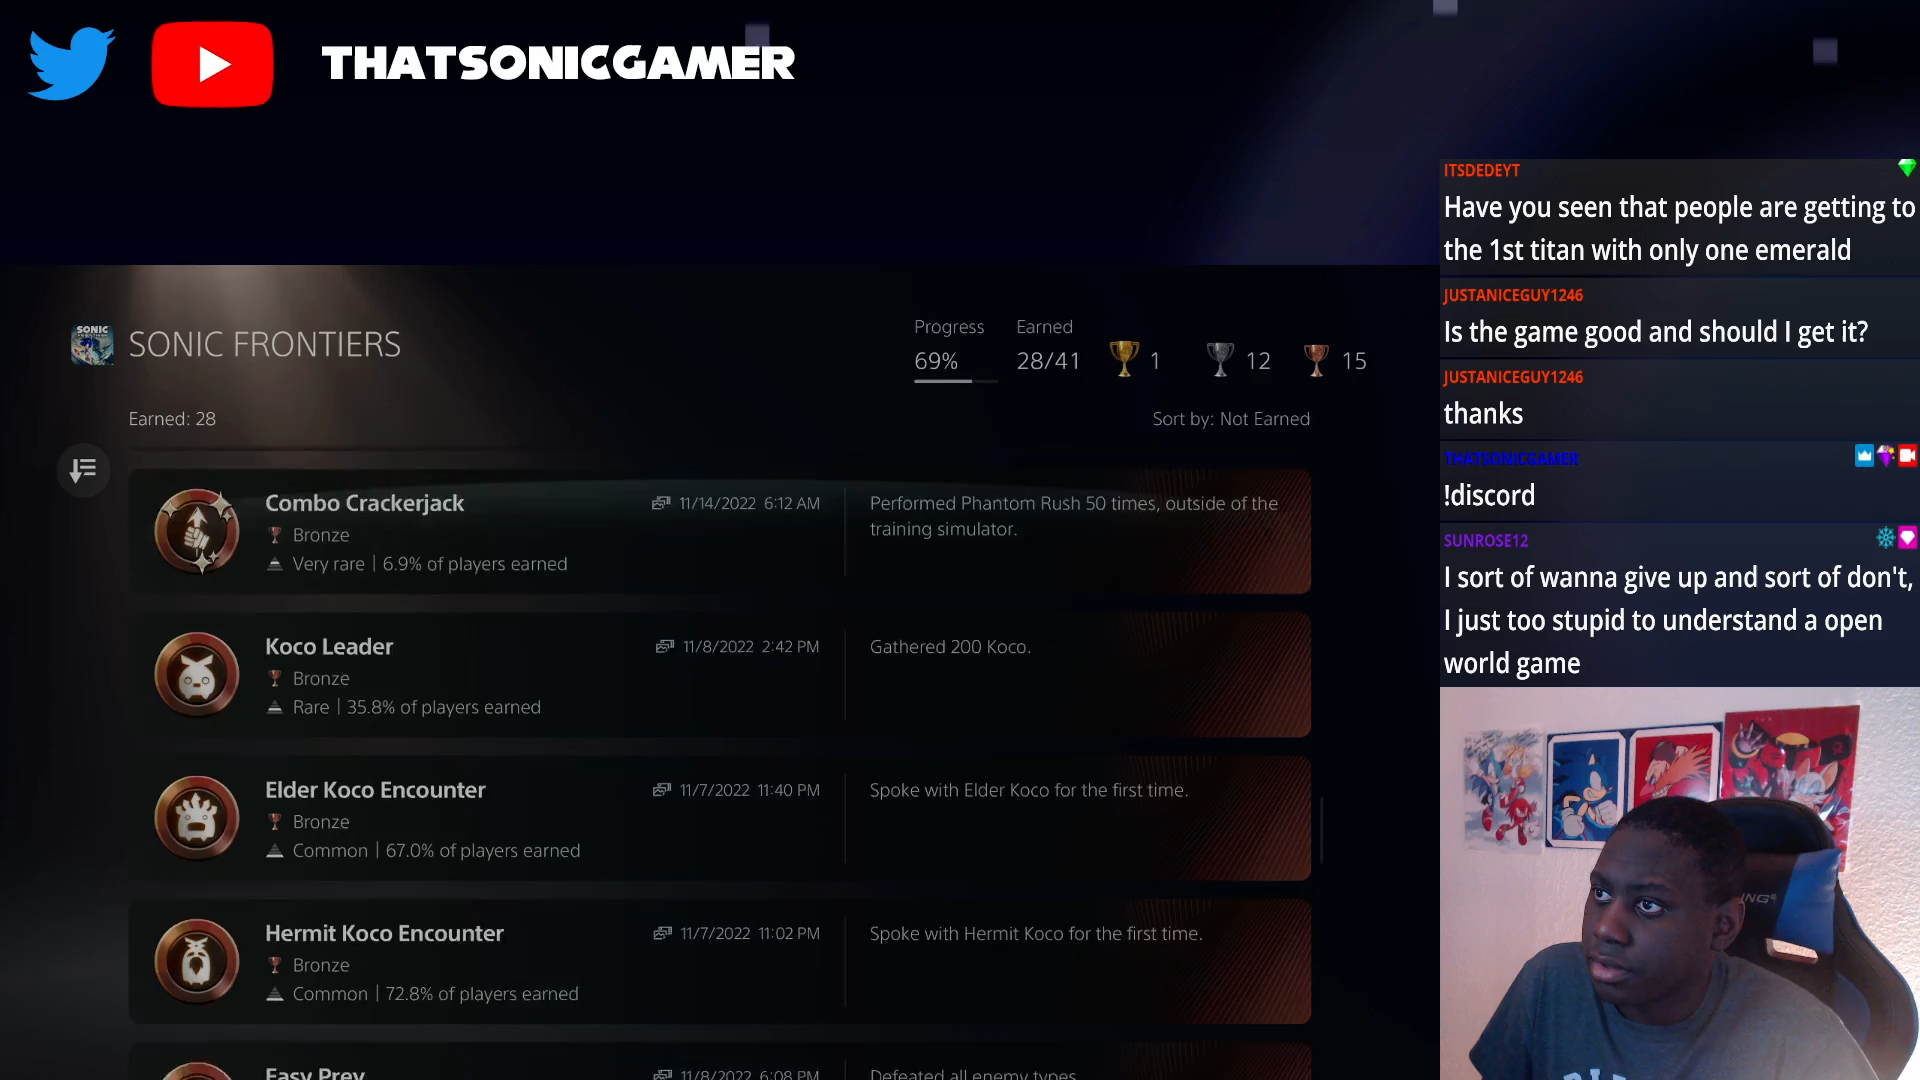 THATSONICGAMER
SONIC
SONIC FRONTIERS
Progress
69%
Earned
28/41
1
12
15
Earned: 28
Sort by: Not Earned
Combo Crackerjack
11/14/2022 6:12 AM
Bronze
Very rare | 6.9% of players earned
Performed Phantom Rush 50 times, outside of the
training simulator.
Koco Leader
11/8/2022 2:42 PM
Bronze
Rare | 35.8% of players earned
Gathered 200 Koco.
Elder Koco Encounter
11/7/2022 11:40 PM
Bronze
Common | 67.0% of players earned
Spoke with Elder Koco for the first time.
Hermit Koco Encounter
11/7/2022 11:02 PM
Bronze
Common | 72.8% of players earned
Spoke with Hermit Koco for the first time.
Easy Prey
11/8/2022 6:08 PM
Defeated all enemy types.
ITSDEDEYT
Have you seen that people are getting to
the 1st titan with only one emerald
JUSTANICEGUY1246
Is the game good and should I get it?
JUSTANICEGUY1246
thanks
THATSONICGAMER
!discord
SUNROSE12
I sort of wanna give up and sort of don't,
I just too stupid to understand a open
world game